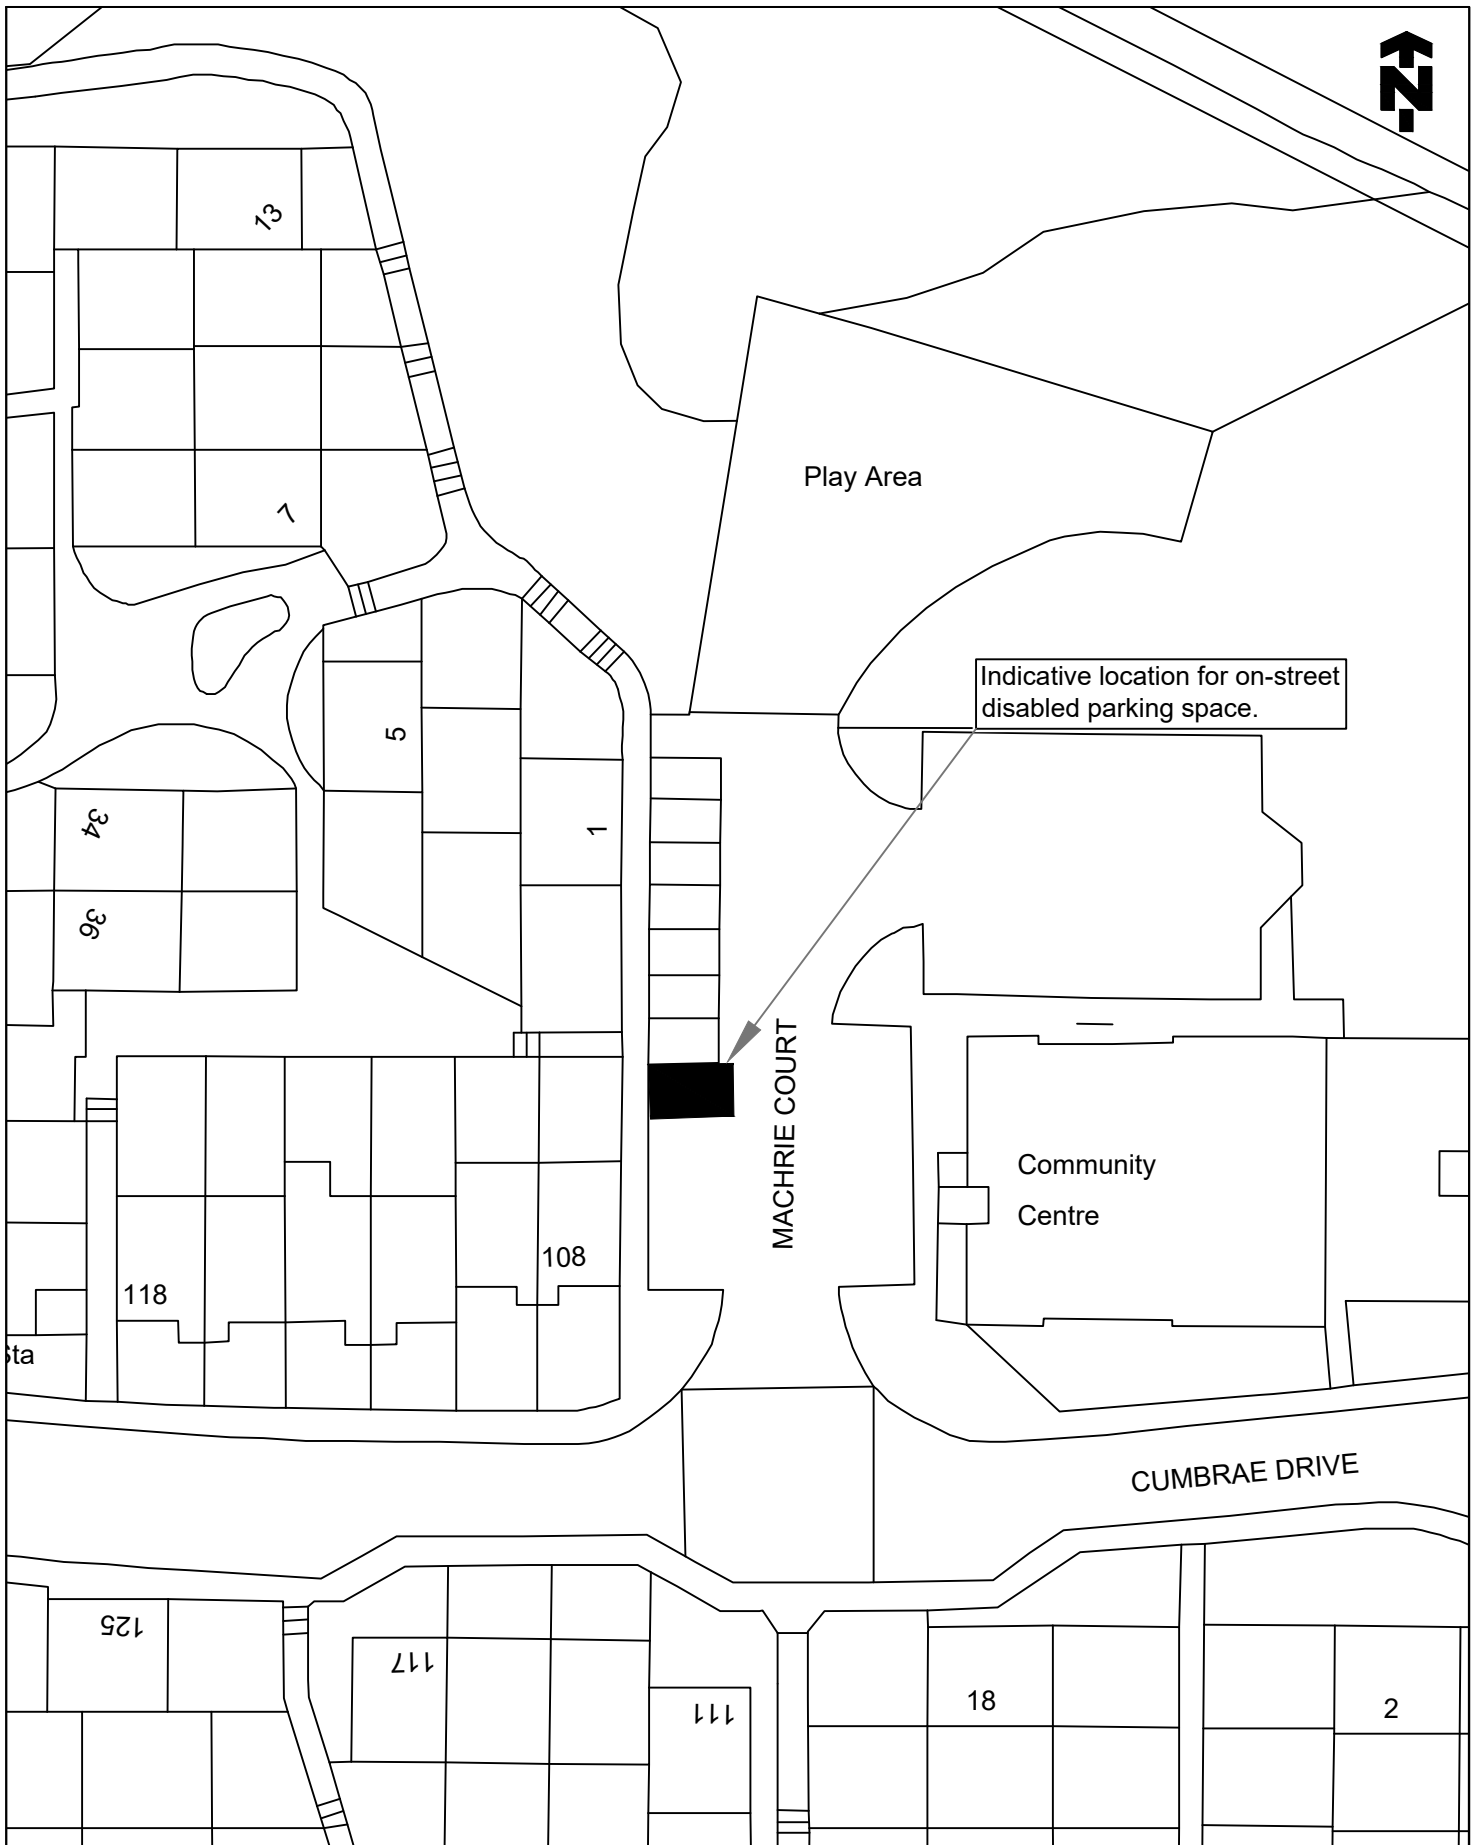 N
13
Play Area
7
Indicative location for on-street
disabled parking space.
5
34
1
36
MACHRIE COURT
Community
Centre
108
118
Sta
CUMBRAE DRIVE
125
117
111
18
2